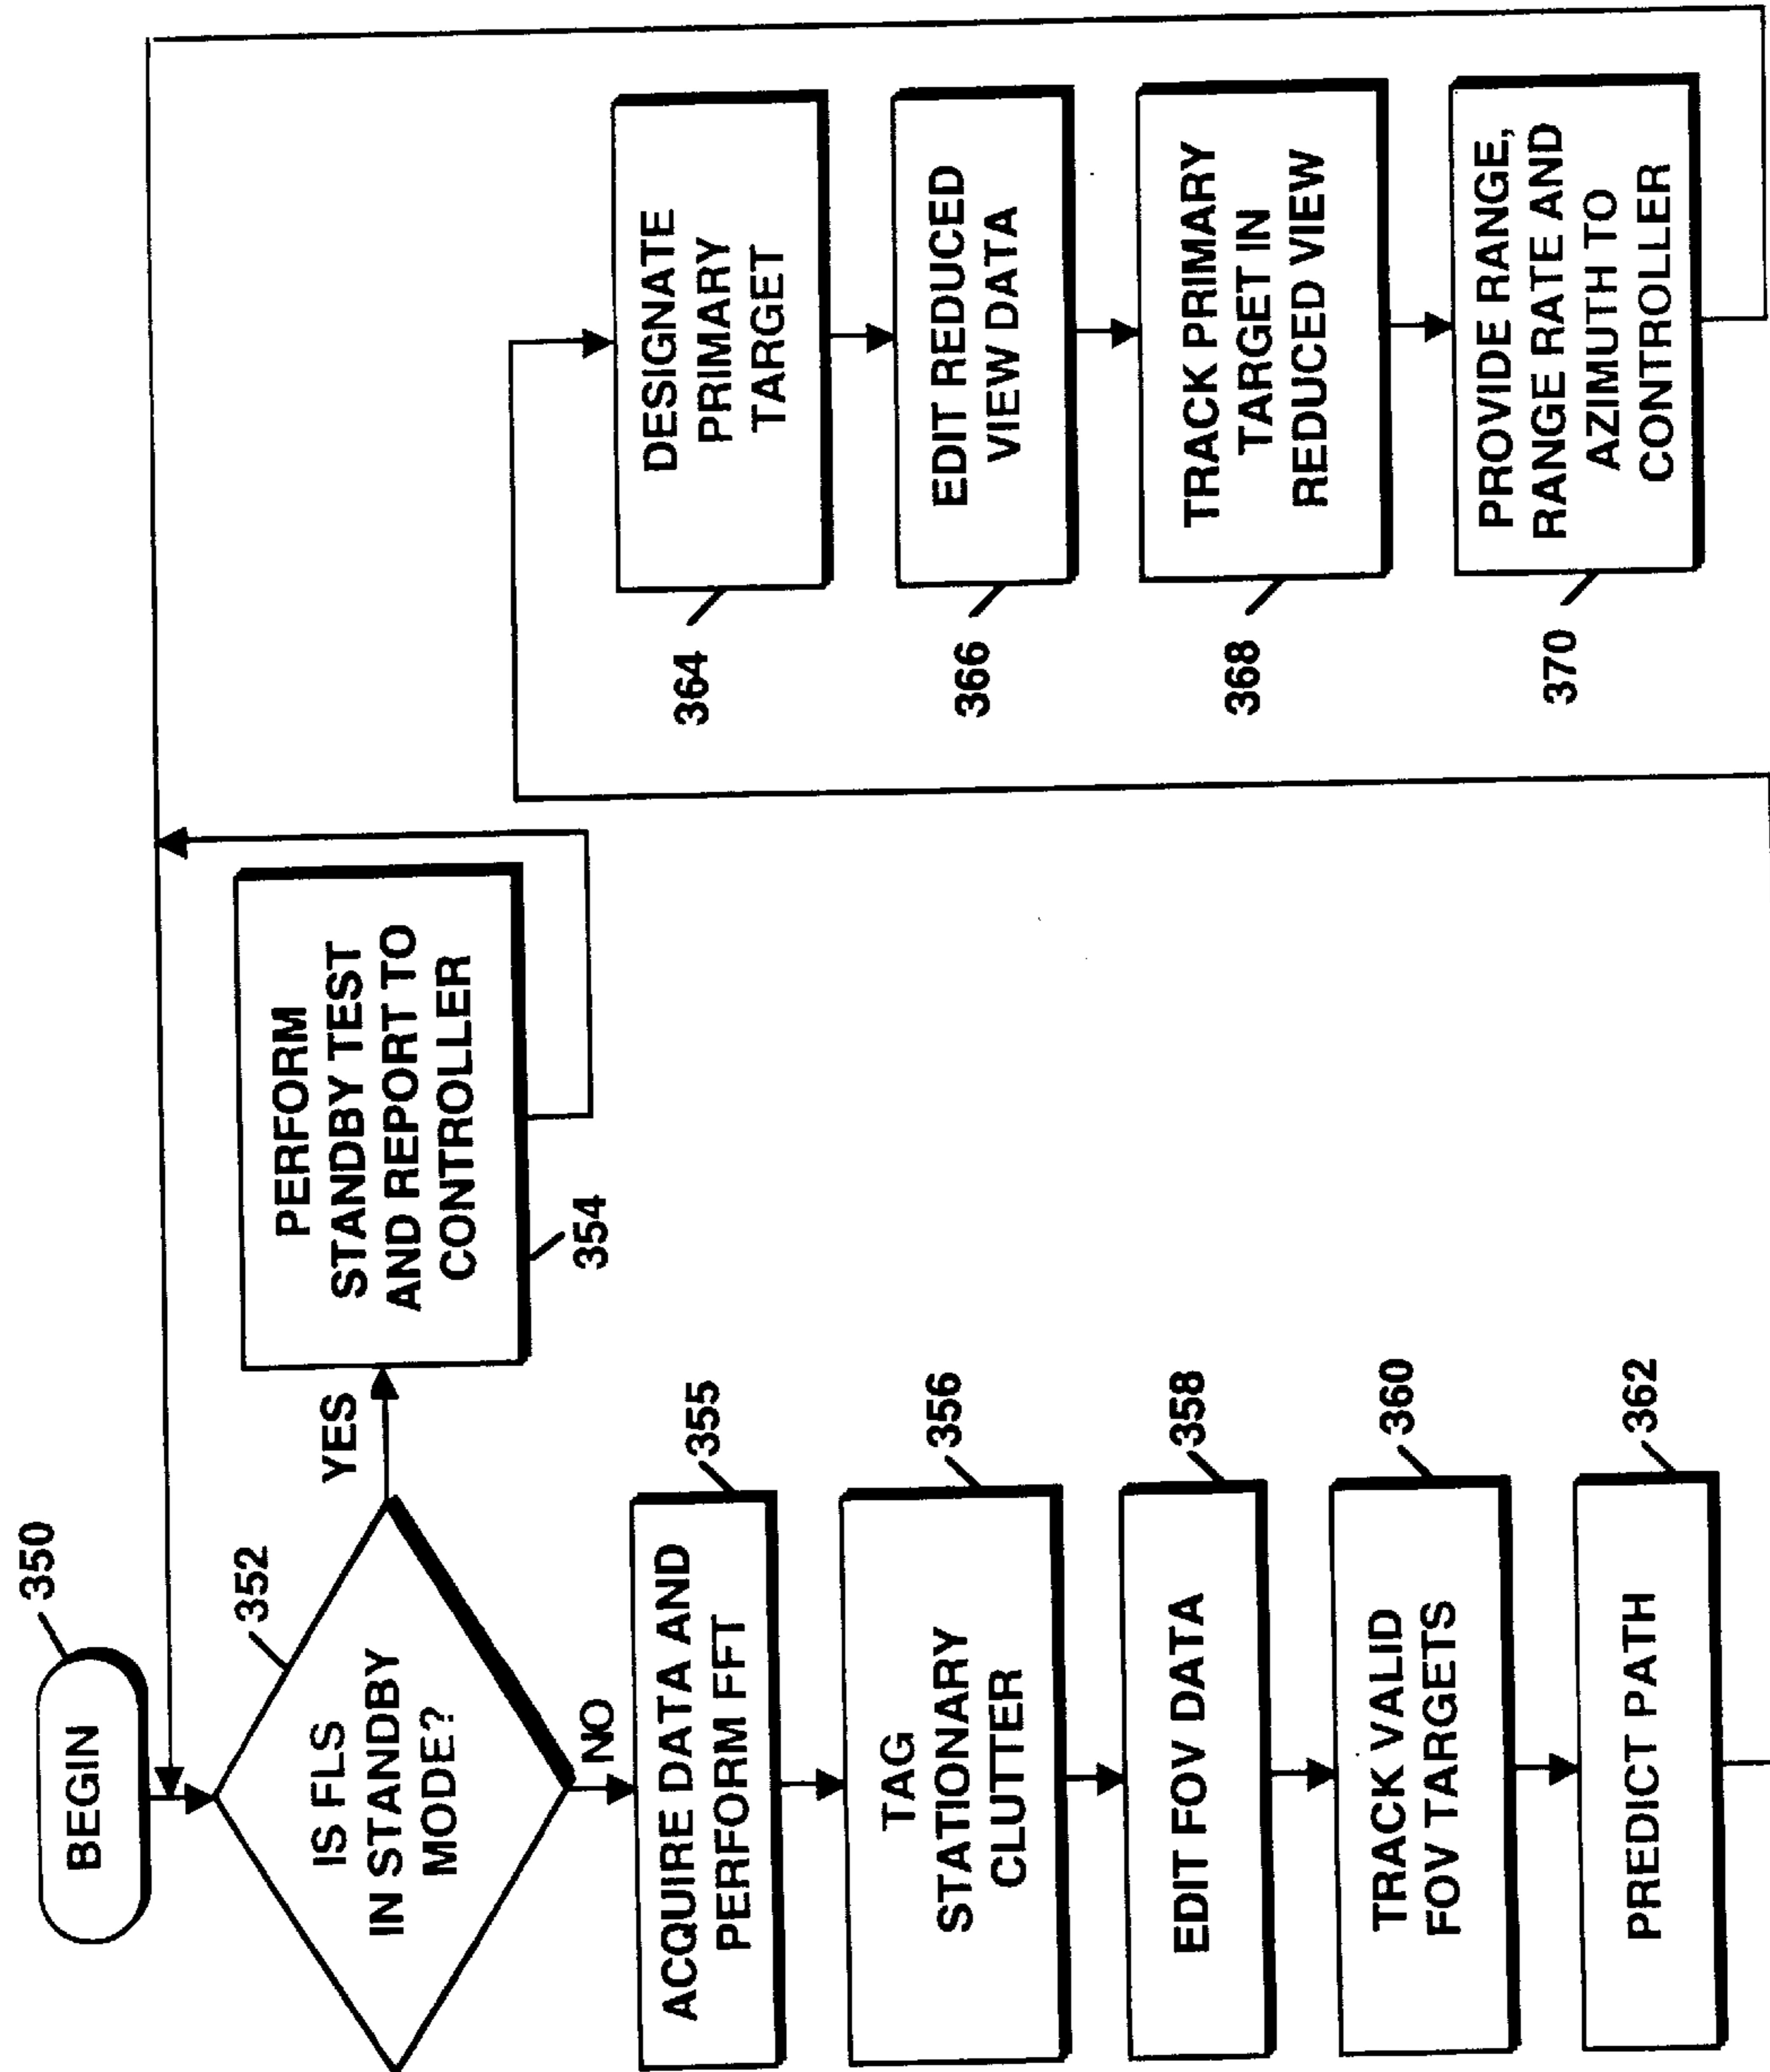 BEGIN
350
IS FLS
IN STANDBY
MODE?
352
YES
NO
PERFORM
STANDBY TEST
AND REPORT TO
CONTROLLER
354
ACQUIRE DATA AND
PERFORM FFT
355
TAG
STATIONARY
CLUTTER
356
EDIT FOV DATA
358
TRACK VALID
FOV TARGETS
360
PREDICT PATH
362
DESIGNATE
PRIMARY
TARGET
364
EDIT REDUCED
VIEW DATA
366
TRACK PRIMARY
TARGET IN
REDUCED VIEW
368
PROVIDE RANGE,
RANGE RATE AND
AZIMUTH TO
CONTROLLER
370